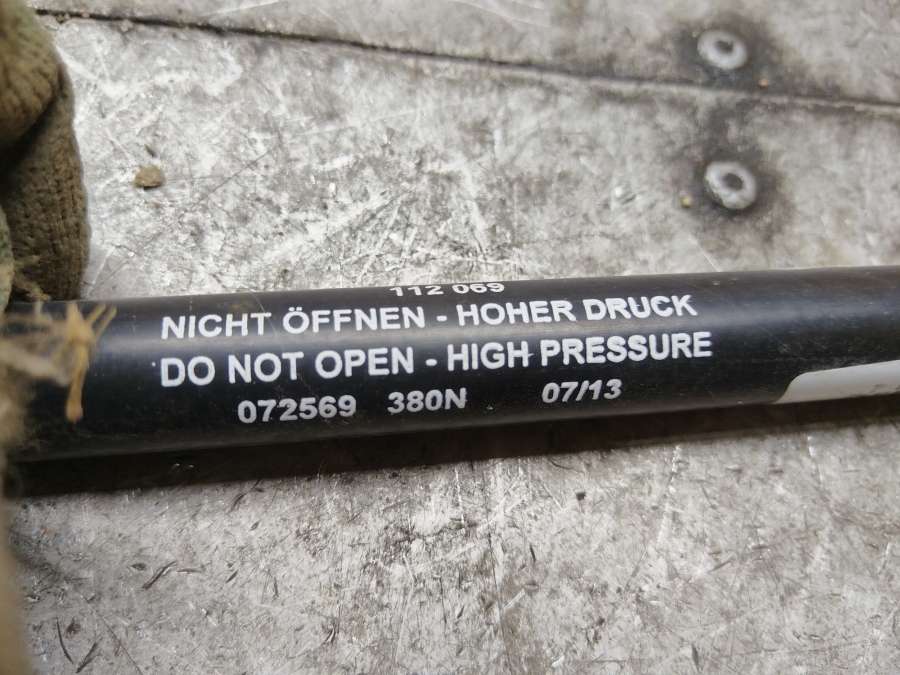 112 069
NICHT ÖFFNEN - HOHER DRUCK
DO NOT OPEN - HIGH PRESSURE
072569 380N 07/13